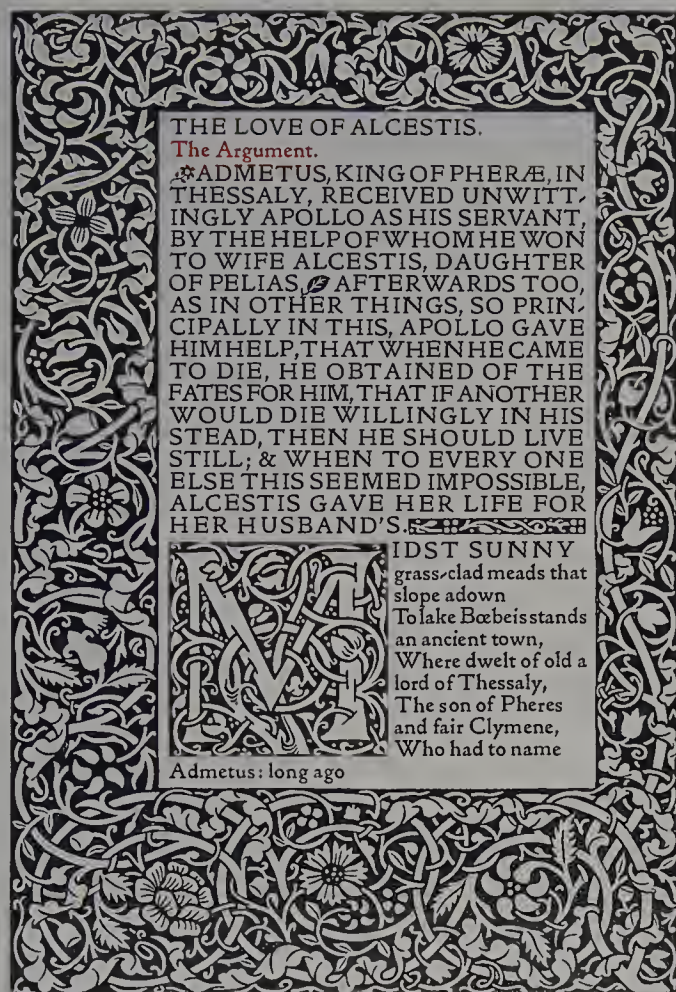 THE LOVE OF ALCESTIS.
The Argument.
ADMETUS, KING OF PHERÆ, IN
THESSALY, RECEIVED UNWITT-
INGLY APOLLO AS HIS SERVANT,
BY THE HELP OF WHOM HE WON
TO WIFE ALCESTIS, DAUGHTER
OF PELIAS. AFTERWARDS TOO,
AS IN OTHER THINGS, SO PRIN-
CIPALLY IN THIS, APOLLO GAVE
HIM HELP, THAT WHEN HE CAME
TO DIE, HE OBTAINED OF THE
FATES FOR HIM, THAT IF ANOTHER
WOULD DIE WILLINGLY IN HIS
STEAD, THEN HE SHOULD LIVE
STILL; & WHEN TO EVERY ONE
ELSE THIS SEEMED IMPOSSIBLE,
ALCESTIS GAVE HER LIFE FOR
HER HUSBAND'S.
MIDST SUNNY
grass-clad meads that
slope adown
To lake Bœbeis stands
an ancient town,
Where dwelt of old a
lord of Thessaly,
The son of Pheres
and fair Clymene,
Who had to name
Admetus: long ago